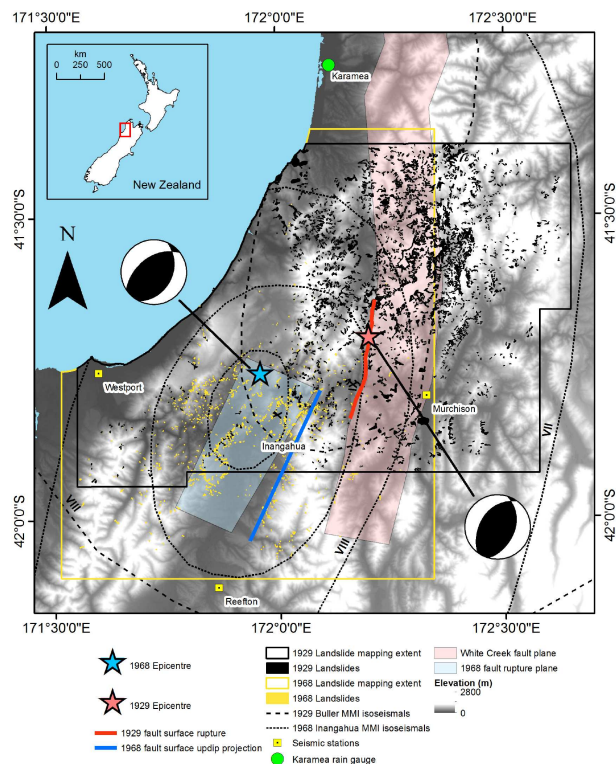 171°30'0"E
172°0'0"E
172°30'0"E
km
0 250 500
New Zealand
Karamea
41°30'0"S
41°30'0"S
N
Westport
Murchison
Inangahua
VII
VIII
VIII
42°0'0"S
42°0'0"S
Reefton
171°30'0"E
172°0'0"E
172°30'0"E
1968 Epicentre
1929 Epicentre
1929 fault surface rupture
1968 fault surface updip projection
1929 Landslide mapping extent
1929 Landslides
1968 Landslide mapping extent
1968 Landslides
1929 Buller MMI isoseismals
1968 Inangahua MMI isoseismals
Seismic stations
Karamea rain gauge
White Creek fault plane
1968 fault rupture plane
Elevation (m)
2800
0